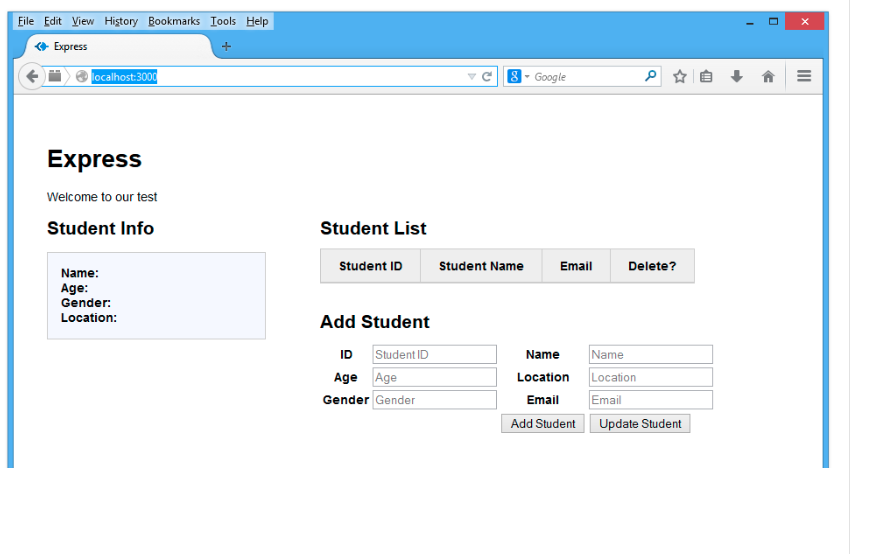 File Edit View History Bookmarks Tools Help
Express
localhost:3000
Google
Express
Welcome to our test
Student Info
Name:
Age:
Gender:
Location:
Student List
Student ID Student Name Email Delete?
Add Student
ID Student ID Name Name
Age Age Location Location
Gender Gender Email Email
Add Student Update Student